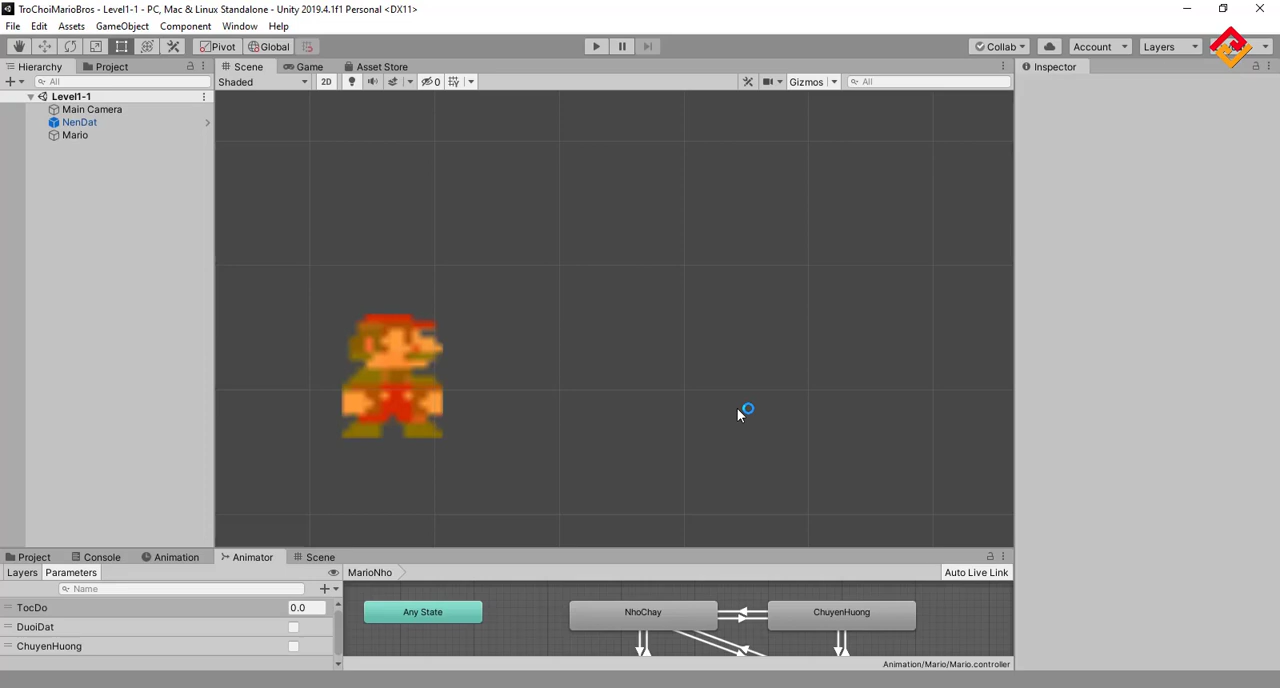 TroChoiMarioBros - Level1-1 - PC, Mac & Linux Standalone - Unity 2019.4.1f1 Personal <DX11>
File Edit Assets GameObject Component Window Help
Pivot Global Collab Account Layers
Hierarchy Project Scene Game Asset Store Inspector
All Shaded 2D 0 Gizmos All
Level1-1
Main Camera
NenDat
Mario
Project Console Animation Animator Scene
Layers Parameters MarioNho Auto Live Link
Name
TocDo 0.0
DuoiDat
ChuyenHuong
Any State NhoChay ChuyenHuong
Animation/Mario/Mario.controller